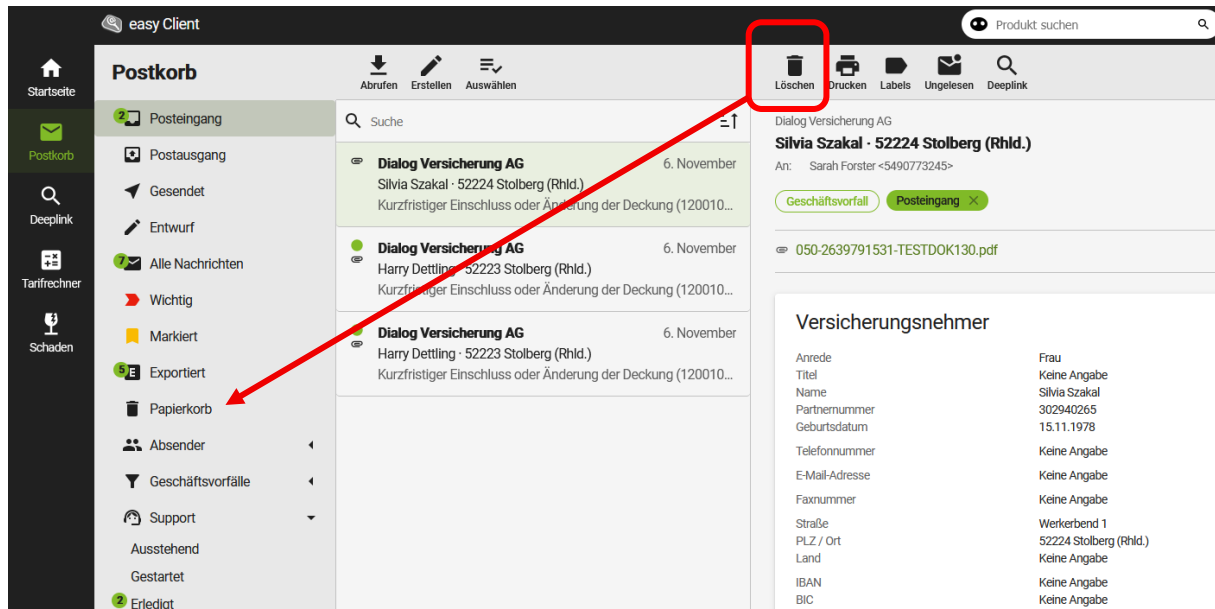 easy Client
Produkt suchen
Startseite
Postkorb
Deeplink
Tarifrechner
Schaden
Postkorb
2 Posteingang
Postausgang
Gesendet
Entwurf
7 Alle Nachrichten
Wichtig
Markiert
5 Exportiert
Papierkorb
Absender
Geschäftsvorfälle
Support
Ausstehend
Gestartet
2 Erledigt
Abrufen Erstellen Auswählen
Suche
Dialog Versicherung AG 6. November
Silvia Szakal · 52224 Stolberg (Rhld.)
Kurzfristiger Einschluss oder Änderung der Deckung (120010...
Dialog Versicherung AG 6. November
Harry Dettling · 52223 Stolberg (Rhld.)
Kurzfristiger Einschluss oder Änderung der Deckung (120010...
Dialog Versicherung AG 6. November
Harry Dettling · 52223 Stolberg (Rhld.)
Kurzfristiger Einschluss oder Änderung der Deckung (120010...
Löschen Drucken Labels Ungelesen Deeplink
Dialog Versicherung AG
Silvia Szakal · 52224 Stolberg (Rhld.)
An: Sarah Forster <5490773245>
Geschäftsvorfall Posteingang ×
050-2639791531-TESTDOK130.pdf
Versicherungsnehmer
Anrede Frau
Titel Keine Angabe
Name Silvia Szakal
Partnernummer 302940265
Geburtsdatum 15.11.1978
Telefonnummer Keine Angabe
E-Mail-Adresse Keine Angabe
Faxnummer Keine Angabe
Straße Werkerbend 1
PLZ / Ort 52224 Stolberg (Rhld.)
Land Keine Angabe
IBAN Keine Angabe
BIC Keine Angabe